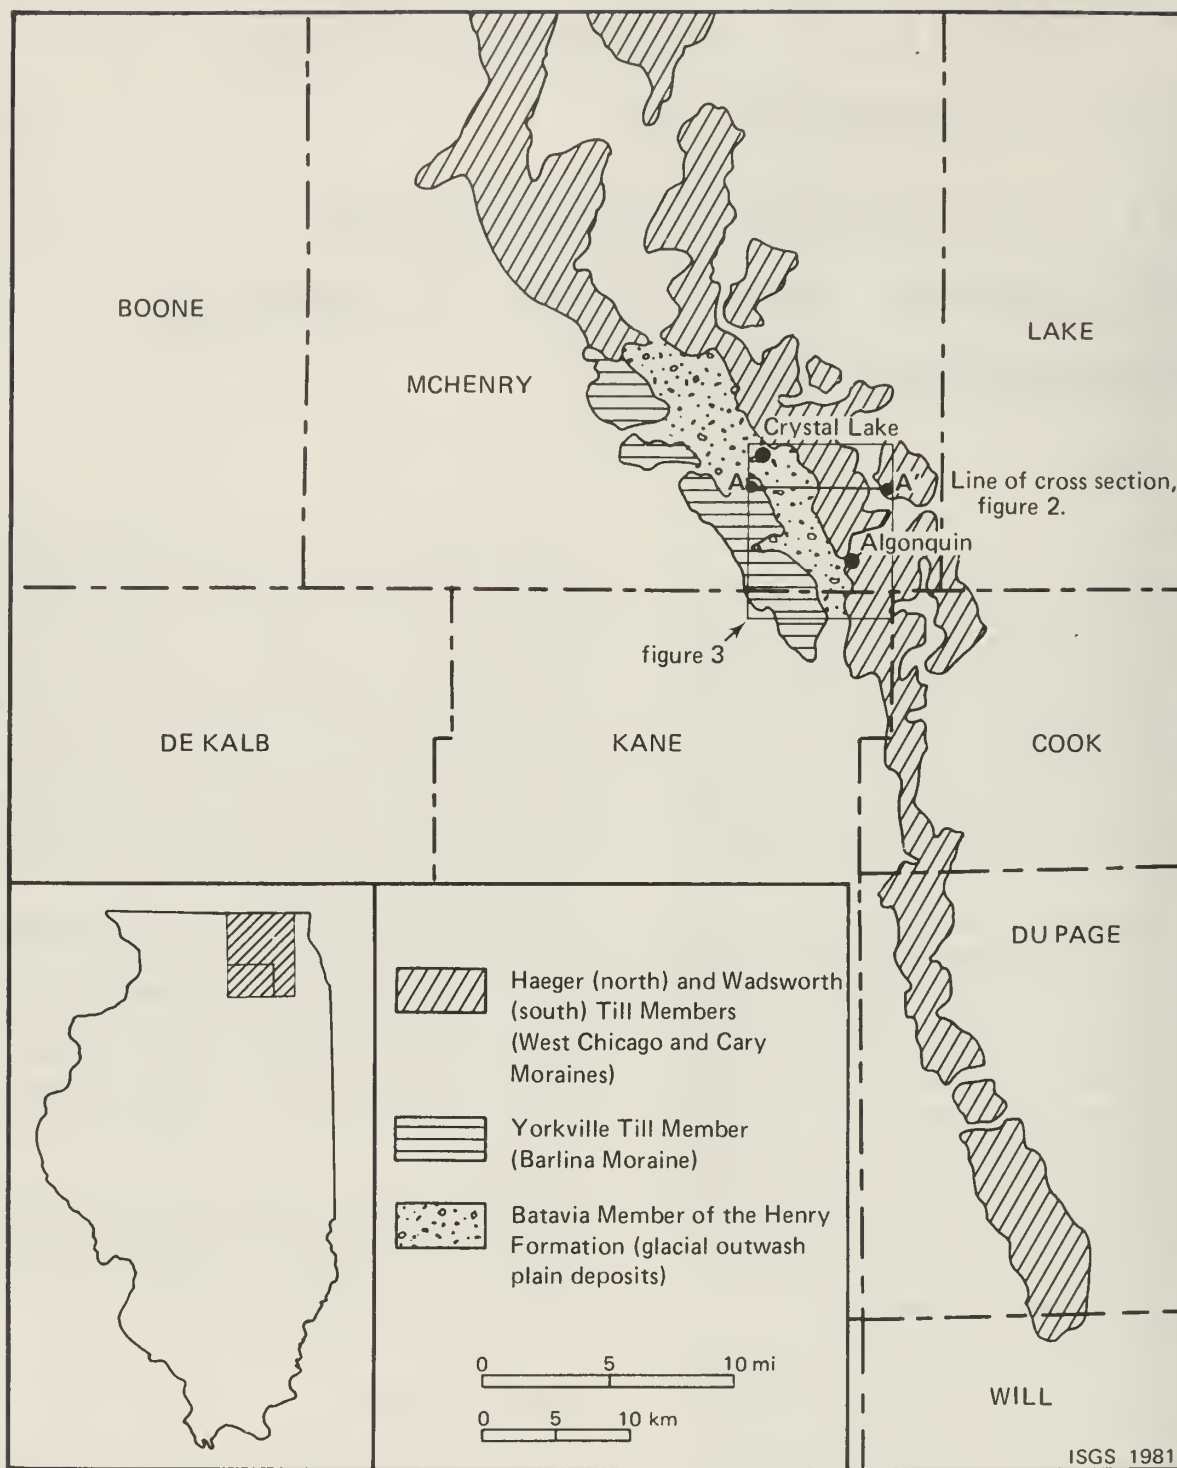 BOONE
LAKE
MCHENRY
Crystal Lake
A
A'
Line of cross section,
figure 2.
Algonquin
figure 3
DE KALB
KANE
COOK
DU PAGE
Haeger (north) and Wadsworth
(south) Till Members
(West Chicago and Cary
Moraines)
Yorkville Till Member
(Barlina Moraine)
Batavia Member of the Henry
Formation (glacial outwash
plain deposits)
0 5 10 mi
0 5 10 km
WILL
ISGS 1981